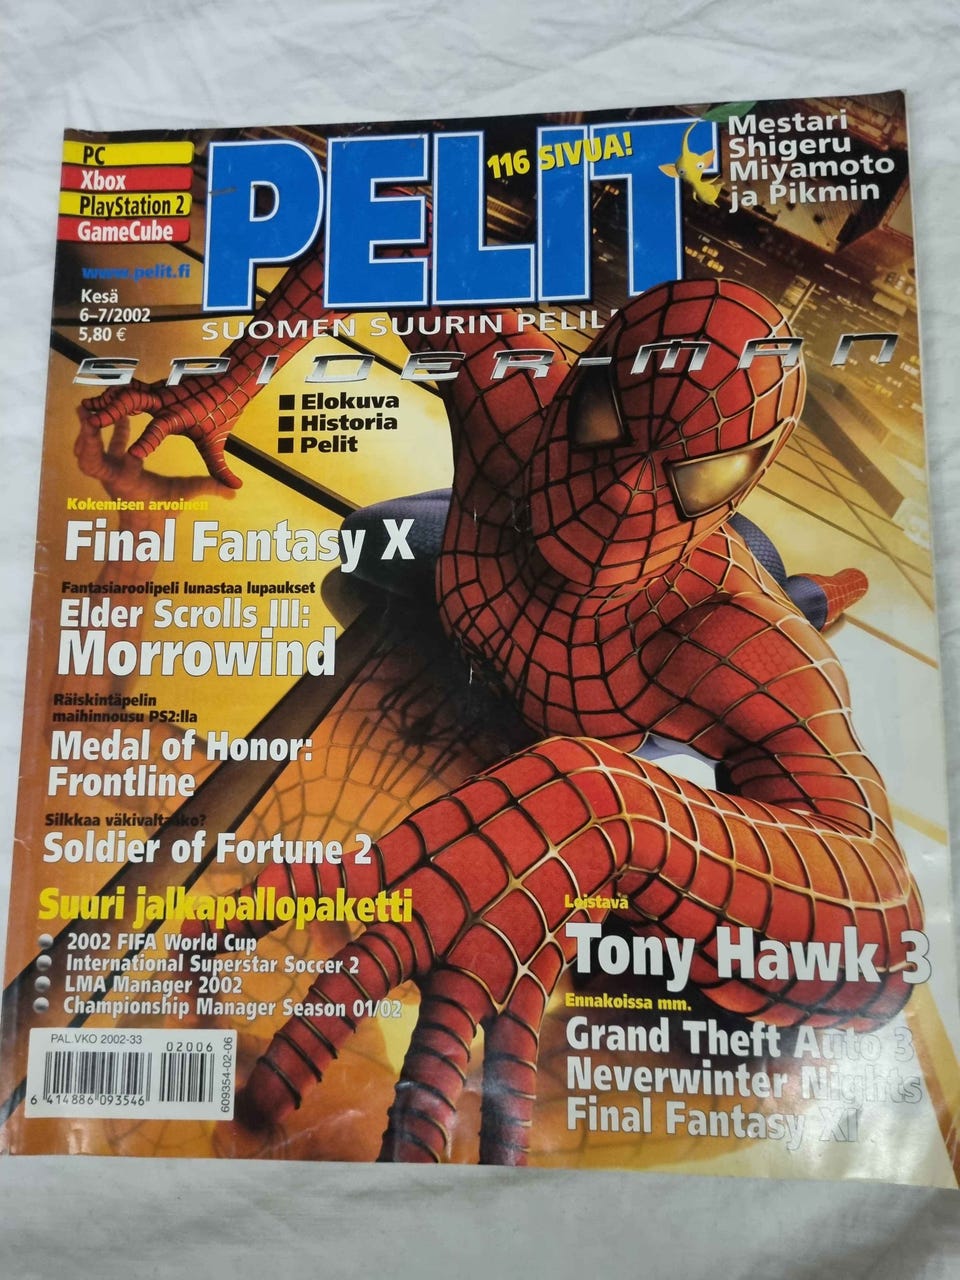 PC
Xbox
PlayStation 2
GameCube
www.pelit.fi
Kesä
6–7/2002
5,80 €
PELIT
116 SIVUA!
Mestari
Shigeru
Miyamoto
ja Pikmin
SUOMEN SUURIN
SPIDER-MAN
■ Elokuva
■ Historia
■ Pelit
Kokemisen arvoinen
Final Fantasy X
Fantasiaroolipeli lunastaa lupaukset
Elder Scrolls III:
Morrowind
Räiskintäpelin
maihinnousu PS2:lla
Medal of Honor:
Frontline
Silkkaa väkivaltaako?
Soldier of Fortune 2
Suuri jalkapallopaketti
2002 FIFA World Cup
International Superstar Soccer 2
LMA Manager 2002
Championship Manager Season 01/02
Loistava
Tony Hawk 3
Ennakoissa mm.
Grand Theft Auto 3
Neverwinter Nights
Final Fantasy XI
PAL.VKO 2002-33
02006
6 414886 093546
609354-02-06